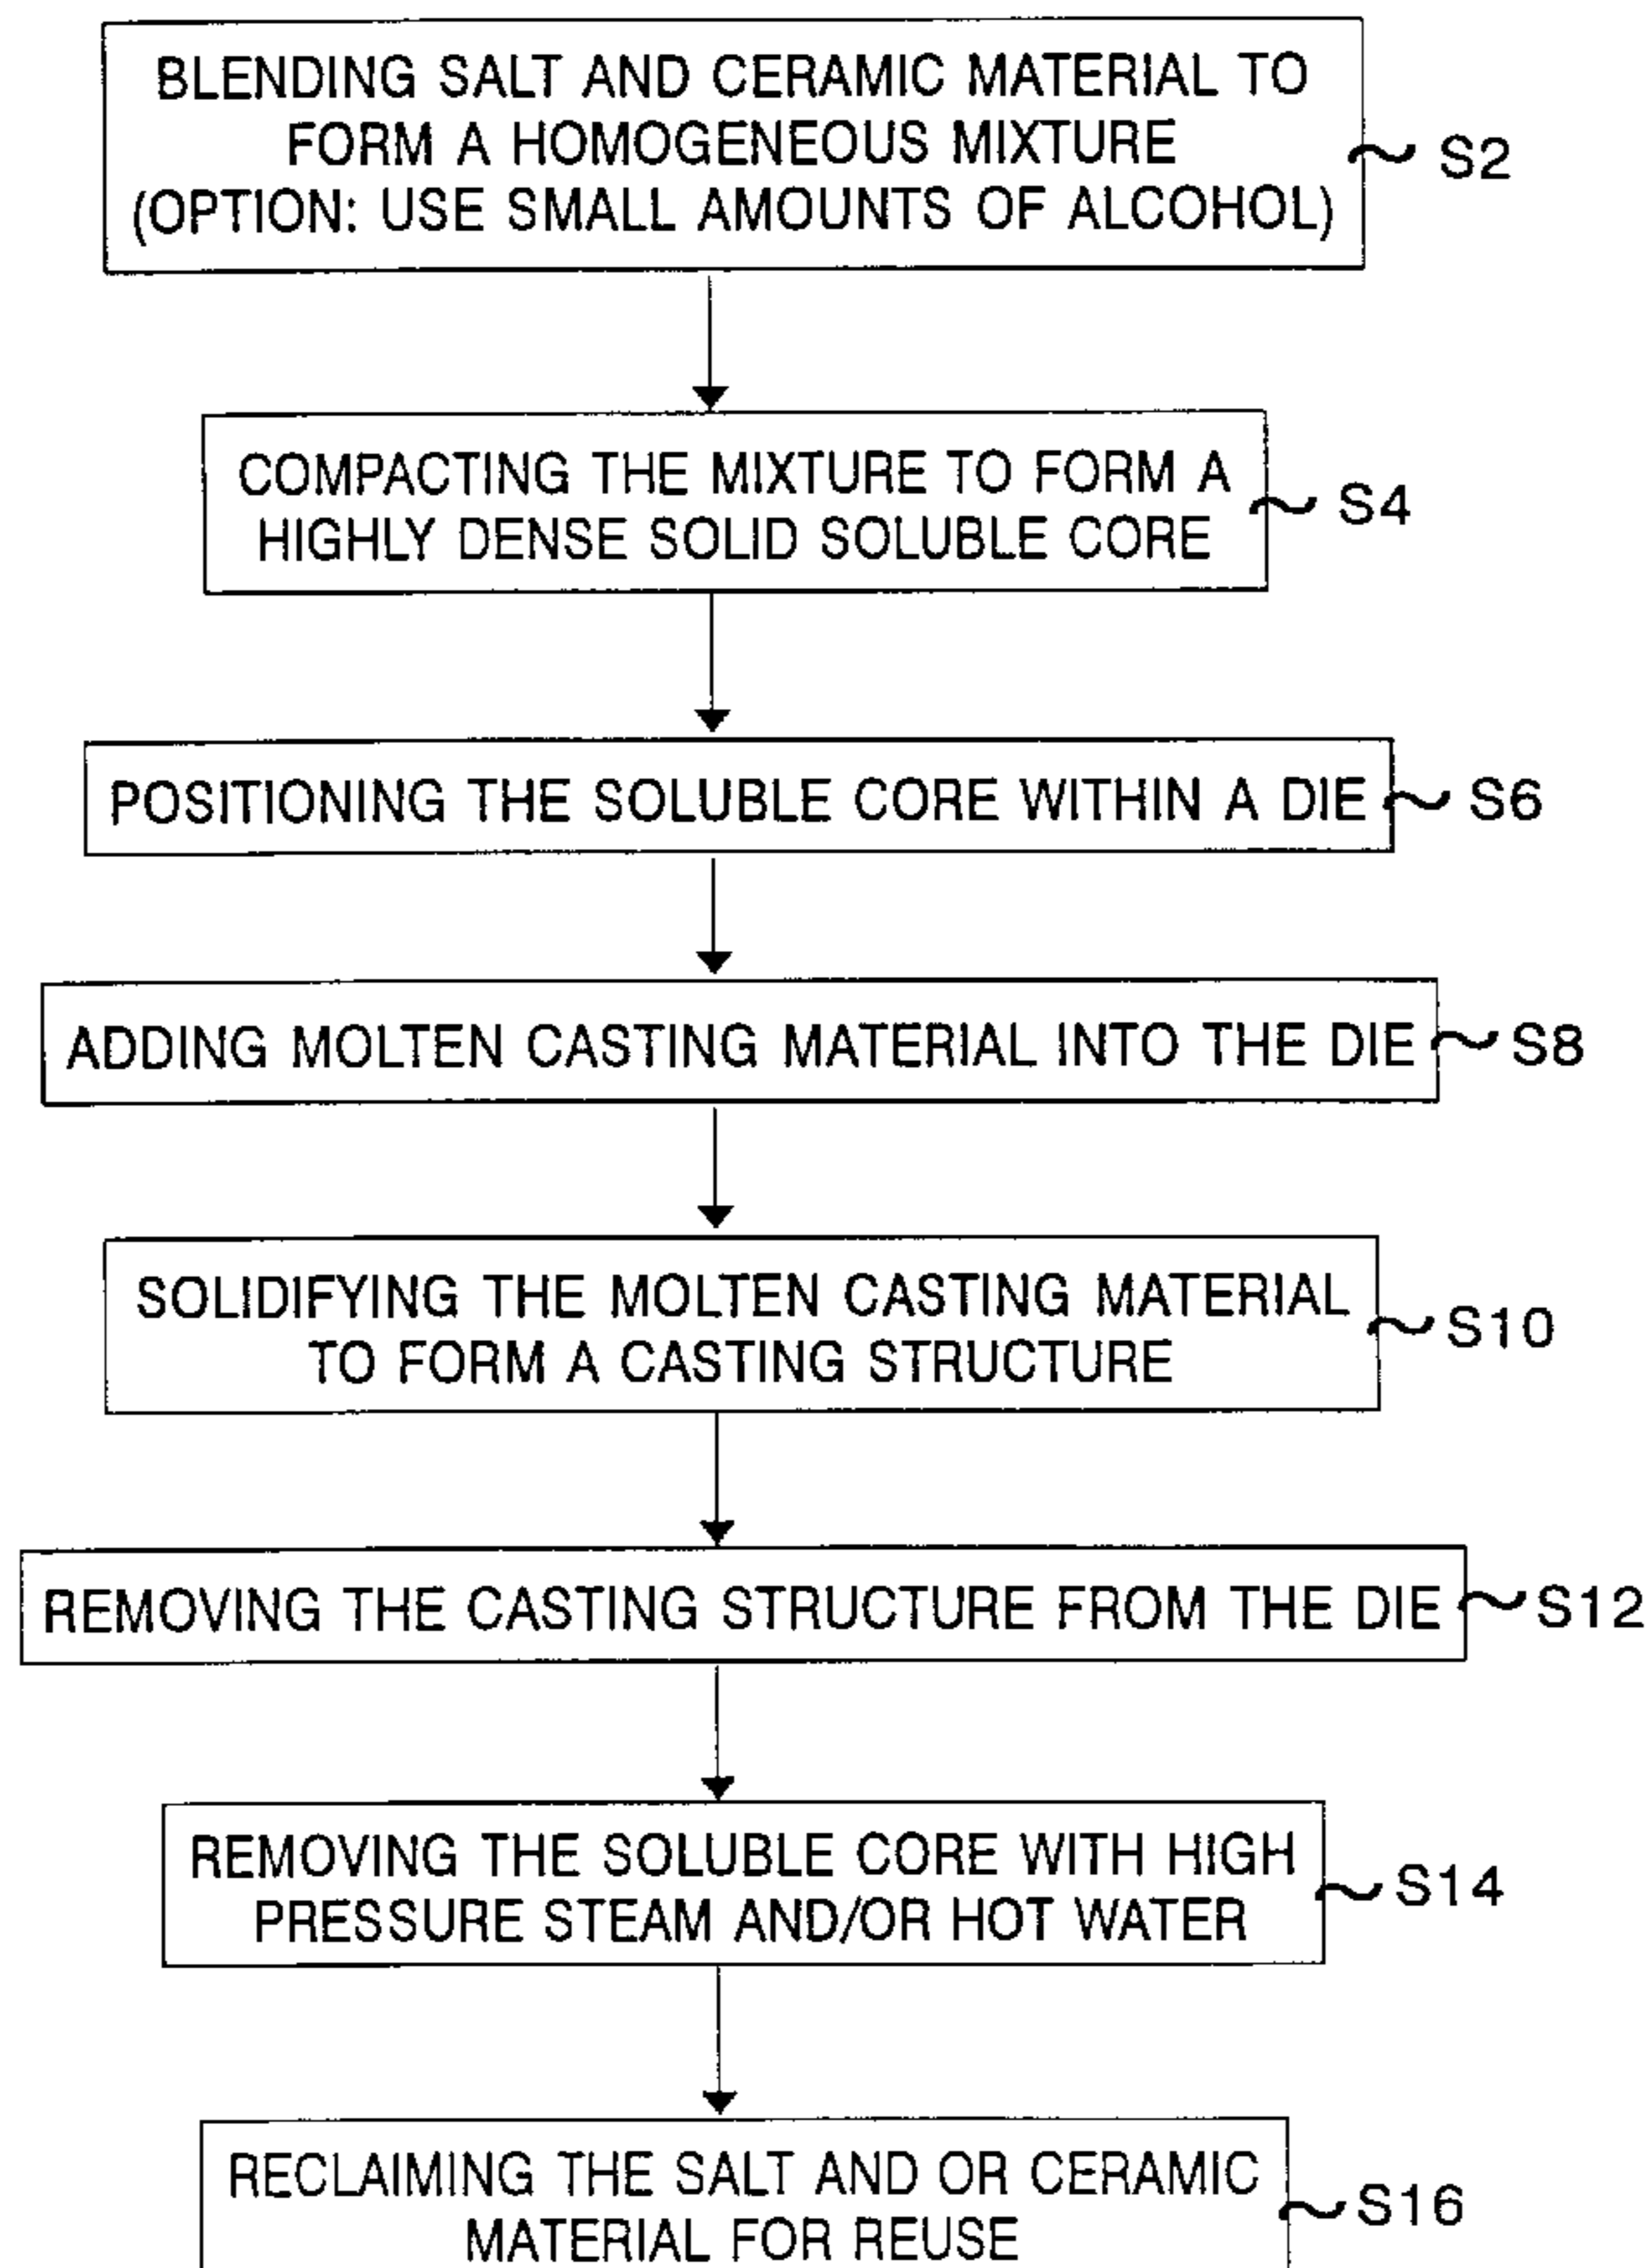 BLENDING SALT AND CERAMIC MATERIAL TO
FORM A HOMOGENEOUS MIXTURE
(OPTION: USE SMALL AMOUNTS OF ALCOHOL)
S2
COMPACTING THE MIXTURE TO FORM A
HIGHLY DENSE SOLID SOLUBLE CORE
S4
POSITIONING THE SOLUBLE CORE WITHIN A DIE
S6
ADDING MOLTEN CASTING MATERIAL INTO THE DIE
S8
SOLIDIFYING THE MOLTEN CASTING MATERIAL
TO FORM A CASTING STRUCTURE
S10
REMOVING THE CASTING STRUCTURE FROM THE DIE
S12
REMOVING THE SOLUBLE CORE WITH HIGH
PRESSURE STEAM AND/OR HOT WATER
S14
RECLAIMING THE SALT AND OR CERAMIC
MATERIAL FOR REUSE
S16